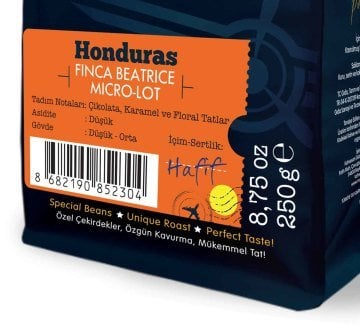 Honduras
FINCA BEATRICE
MICRO-LOT
Tadım Notaları: Çikolata, Karamel ve Floral Tatlar
Asidite : Düşük
Gövde : Düşük - Orta
İçim-Sertlik:
Hafif
8 682190 852304
8,75 oz
250 g e
Special Beans ★ Unique Roast ★ Perfect Taste!
Özel Çekirdekler, Özgün Kavurma, Mükemmel Tat!